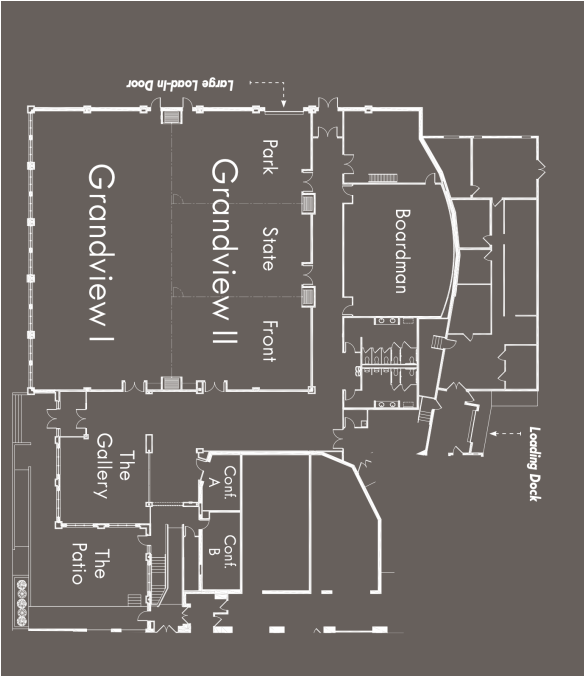 Large Load-In Door
Park
Grandview I
Grandview II
State
Boardman
Front
Loading Dock
The
Gallery
Conf.
A
Conf.
B
The
Patio